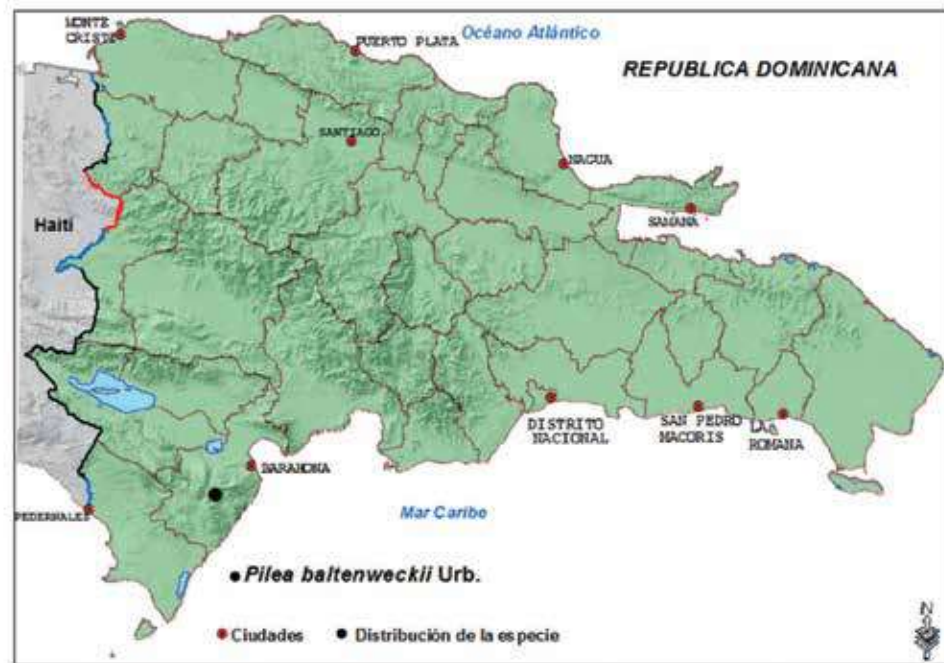 MONTE
CRISTI
PUERTO PLATA
Océano Atlántico
REPUBLICA DOMINICANA
SANTIAGO
NAGUA
SAMANA
Haití
DISTRITO
NACIONAL
SAN PEDRO
MACORIS
LA
ROMANA
BARAHONA
PEDERNALES
Mar Caribe
Pilea baltenweckii Urb.
Ciudades
Distribución de la especie
N